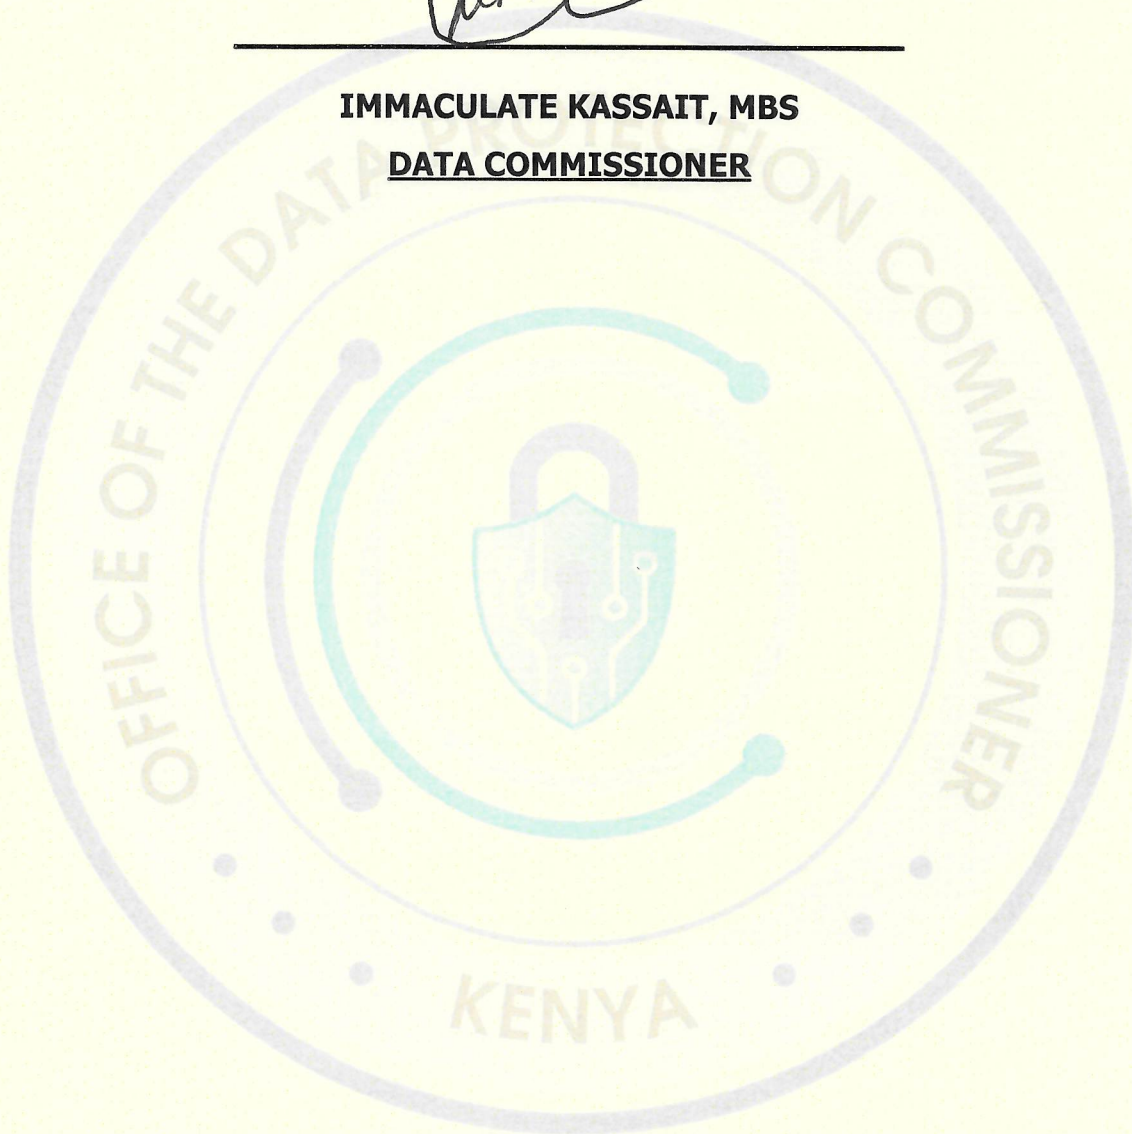 IMMACULATE KASSAIT, MBS
DATA COMMISSIONER
OFFICE OF THE DATA PROTECTION COMMISSIONER
KENYA